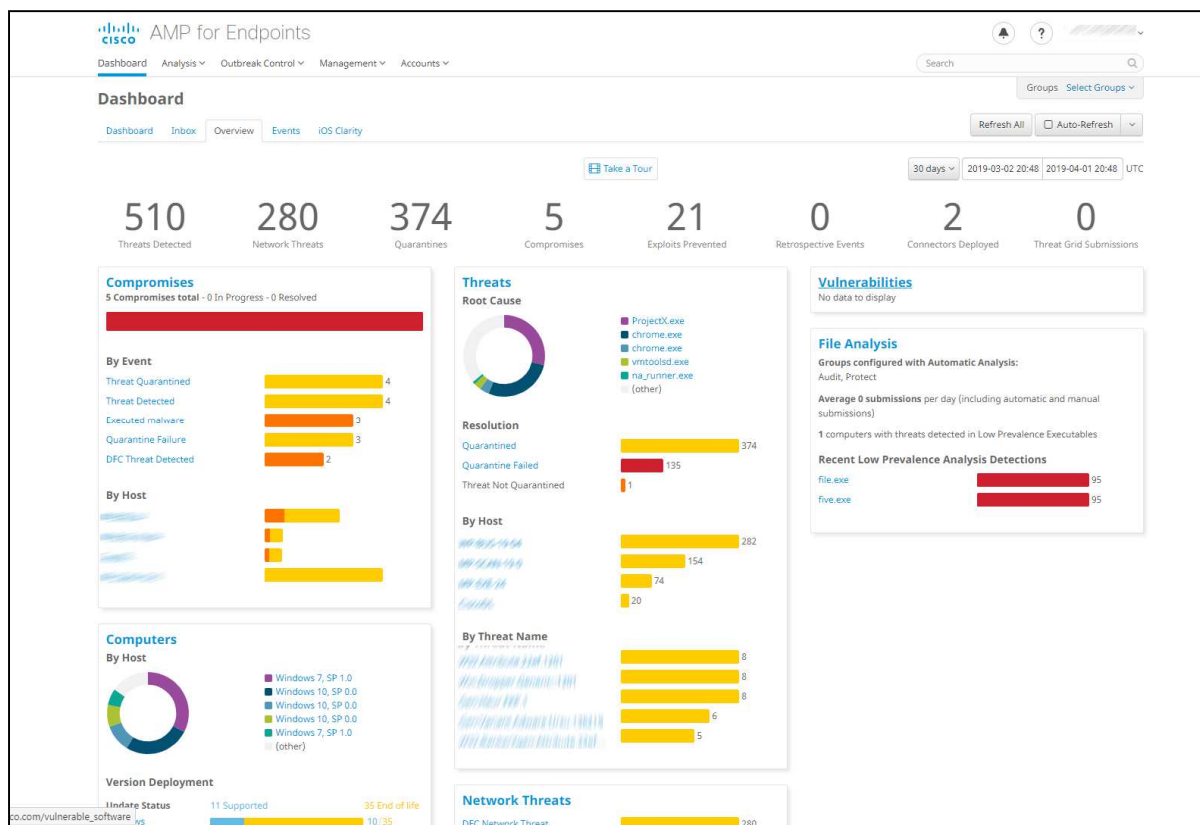 CISCO AMP for Endpoints
?
Dashboard Analysis Outbreak Control Management Accounts
Search
Groups Select Groups
Dashboard
Dashboard Inbox Overview Events iOS Clarity
Refresh All Auto-Refresh
Take a Tour
30 days 2019-03-02 20:48 2019-04-01 20:48 UTC
510 280 374 5 21 0 2 0
Threats Detected Network Threats Quarantines Compromises Exploits Prevented Retrospective Events Connectors Deployed Threat Grid Submissions
Compromises
5 Compromises total - 0 In Progress - 0 Resolved
By Event
Threat Quarantined 4
Threat Detected 4
Executed malware 3
Quarantine Failure 3
DFC Threat Detected 2
By Host
Computers
By Host
Windows 7, SP 1.0
Windows 10, SP 0.0
Windows 10, SP 0.0
Windows 10, SP 0.0
Windows 7, SP 1.0
(other)
Version Deployment
Update Status 11 Supported 35 End of life
10/35
co.com/vulnerable_software
Threats
Root Cause
ProjectX.exe
chrome.exe
chrome.exe
vmtoolsd.exe
na_runner.exe
(other)
Resolution
Quarantined 374
Quarantine Failed 135
Threat Not Quarantined 1
By Host
282
154
74
20
By Threat Name
8
8
8
6
5
Network Threats
DFC Network Threat 280
Vulnerabilities
No data to display
File Analysis
Groups configured with Automatic Analysis:
Audit, Protect
Average 0 submissions per day (including automatic and manual
submissions)
1 computers with threats detected in Low Prevalence Executables
Recent Low Prevalence Analysis Detections
file.exe 95
five.exe 95